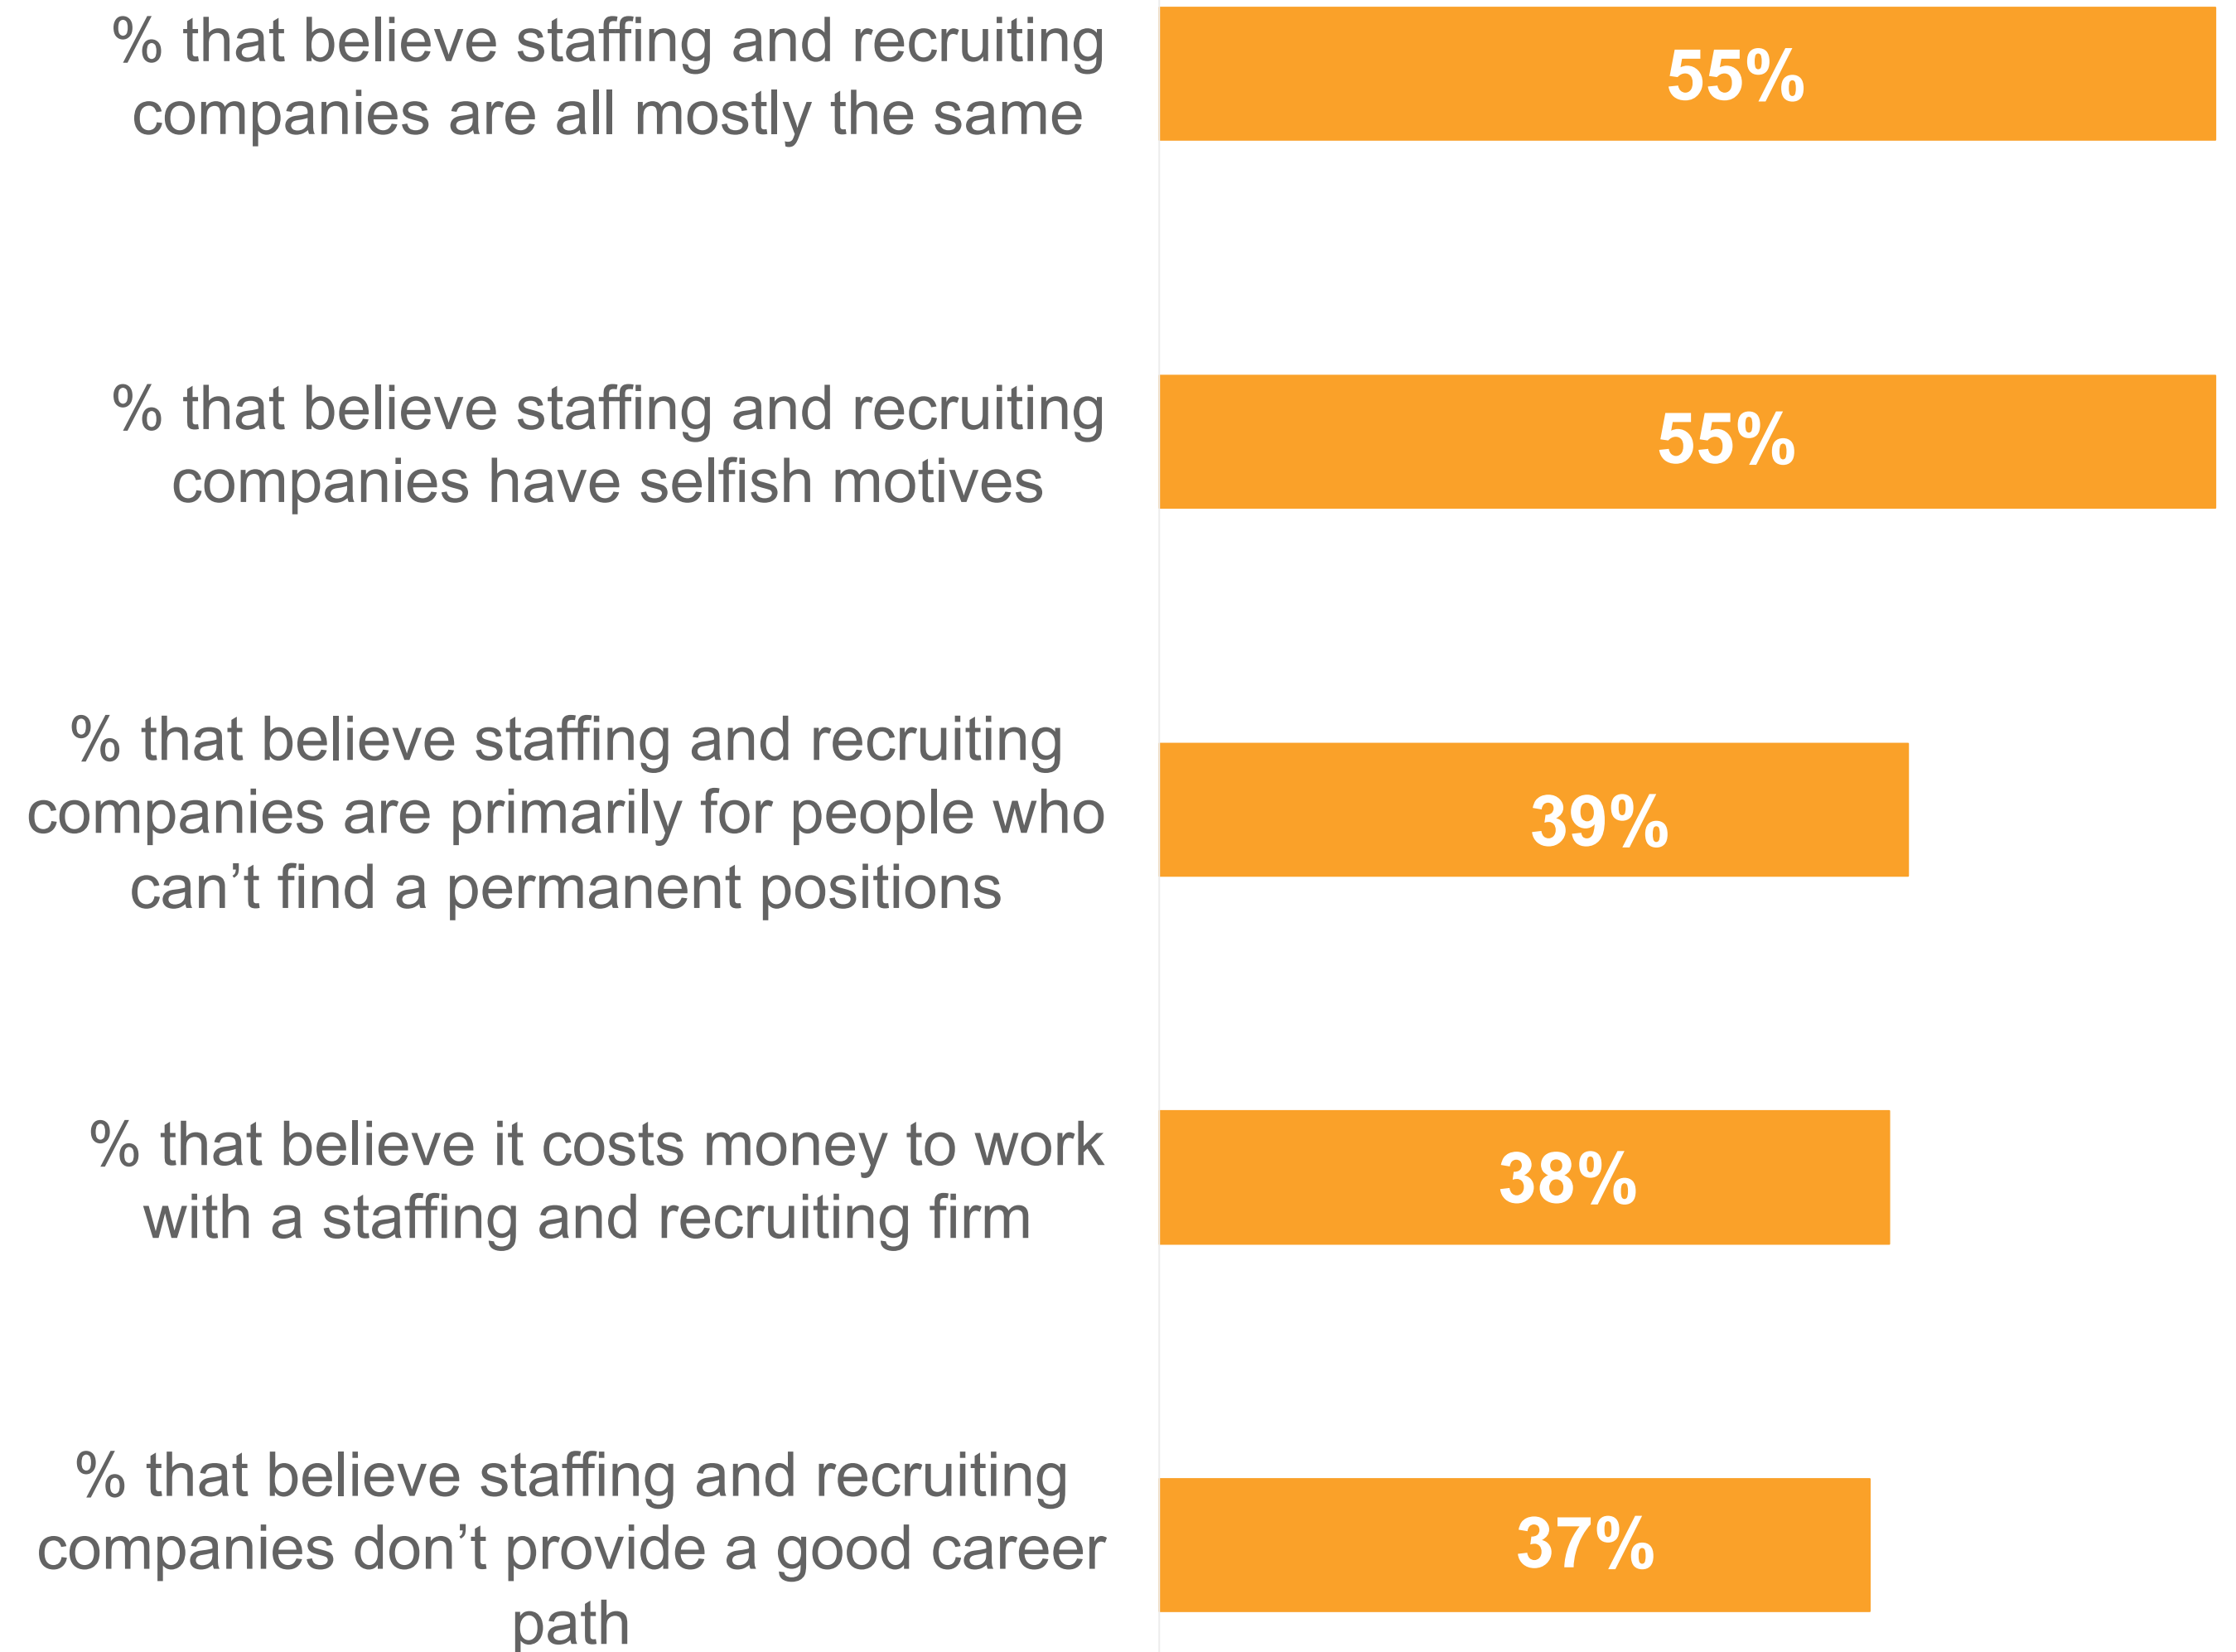 % that believe staffing and recruiting
companies are all mostly the same
55%
% that believe staffing and recruiting
companies have selfish motives
55%
% that believe staffing and recruiting
companies are primarily for people who
can’t find a permanent positions
39%
% that believe it costs money to work
with a staffing and recruiting firm
38%
% that believe staffing and recruiting
companies don’t provide a good career
path
37%